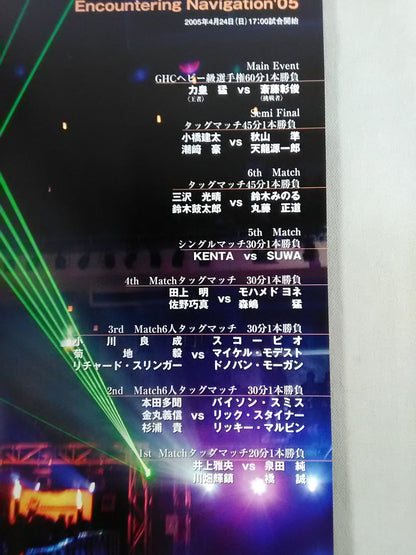 Encountering Navigation'05
2005年4月24日(日)17:00試合開始
Main Event
GHCヘビー級選手権60分1本勝負
力皇 猛 vs 斎藤彰俊
(王者) (挑戦者)
Semi Final
タッグマッチ45分1本勝負
小橋建太 秋山 準
vs
潮﨑 豪 天龍源一郎
6th Match
タッグマッチ45分1本勝負
三沢 光晴 鈴木みのる
vs
鈴木鼓太郎 丸藤 正道
5th Match
シングルマッチ30分1本勝負
KENTA vs SUWA
4th Matchタッグマッチ 30分1本勝負
田上 明 モハメド ヨネ
vs
佐野巧真 森嶋 猛
3rd Match6人タッグマッチ 30分1本勝負
小川良成 スコーピオ
菊地 毅 vs マイケル・モデスト
リチャード・スリンガー ドノバン・モーガン
2nd Match6人タッグマッチ 30分1本勝負
本田多聞 バイソン・スミス
金丸義信 vs リック・スタイナー
杉浦 貴 リッキー・マルビン
1st Matchタッグマッチ20分1本勝負
井上雅央 泉田 純
vs
川畑輝鎮 橋 誠